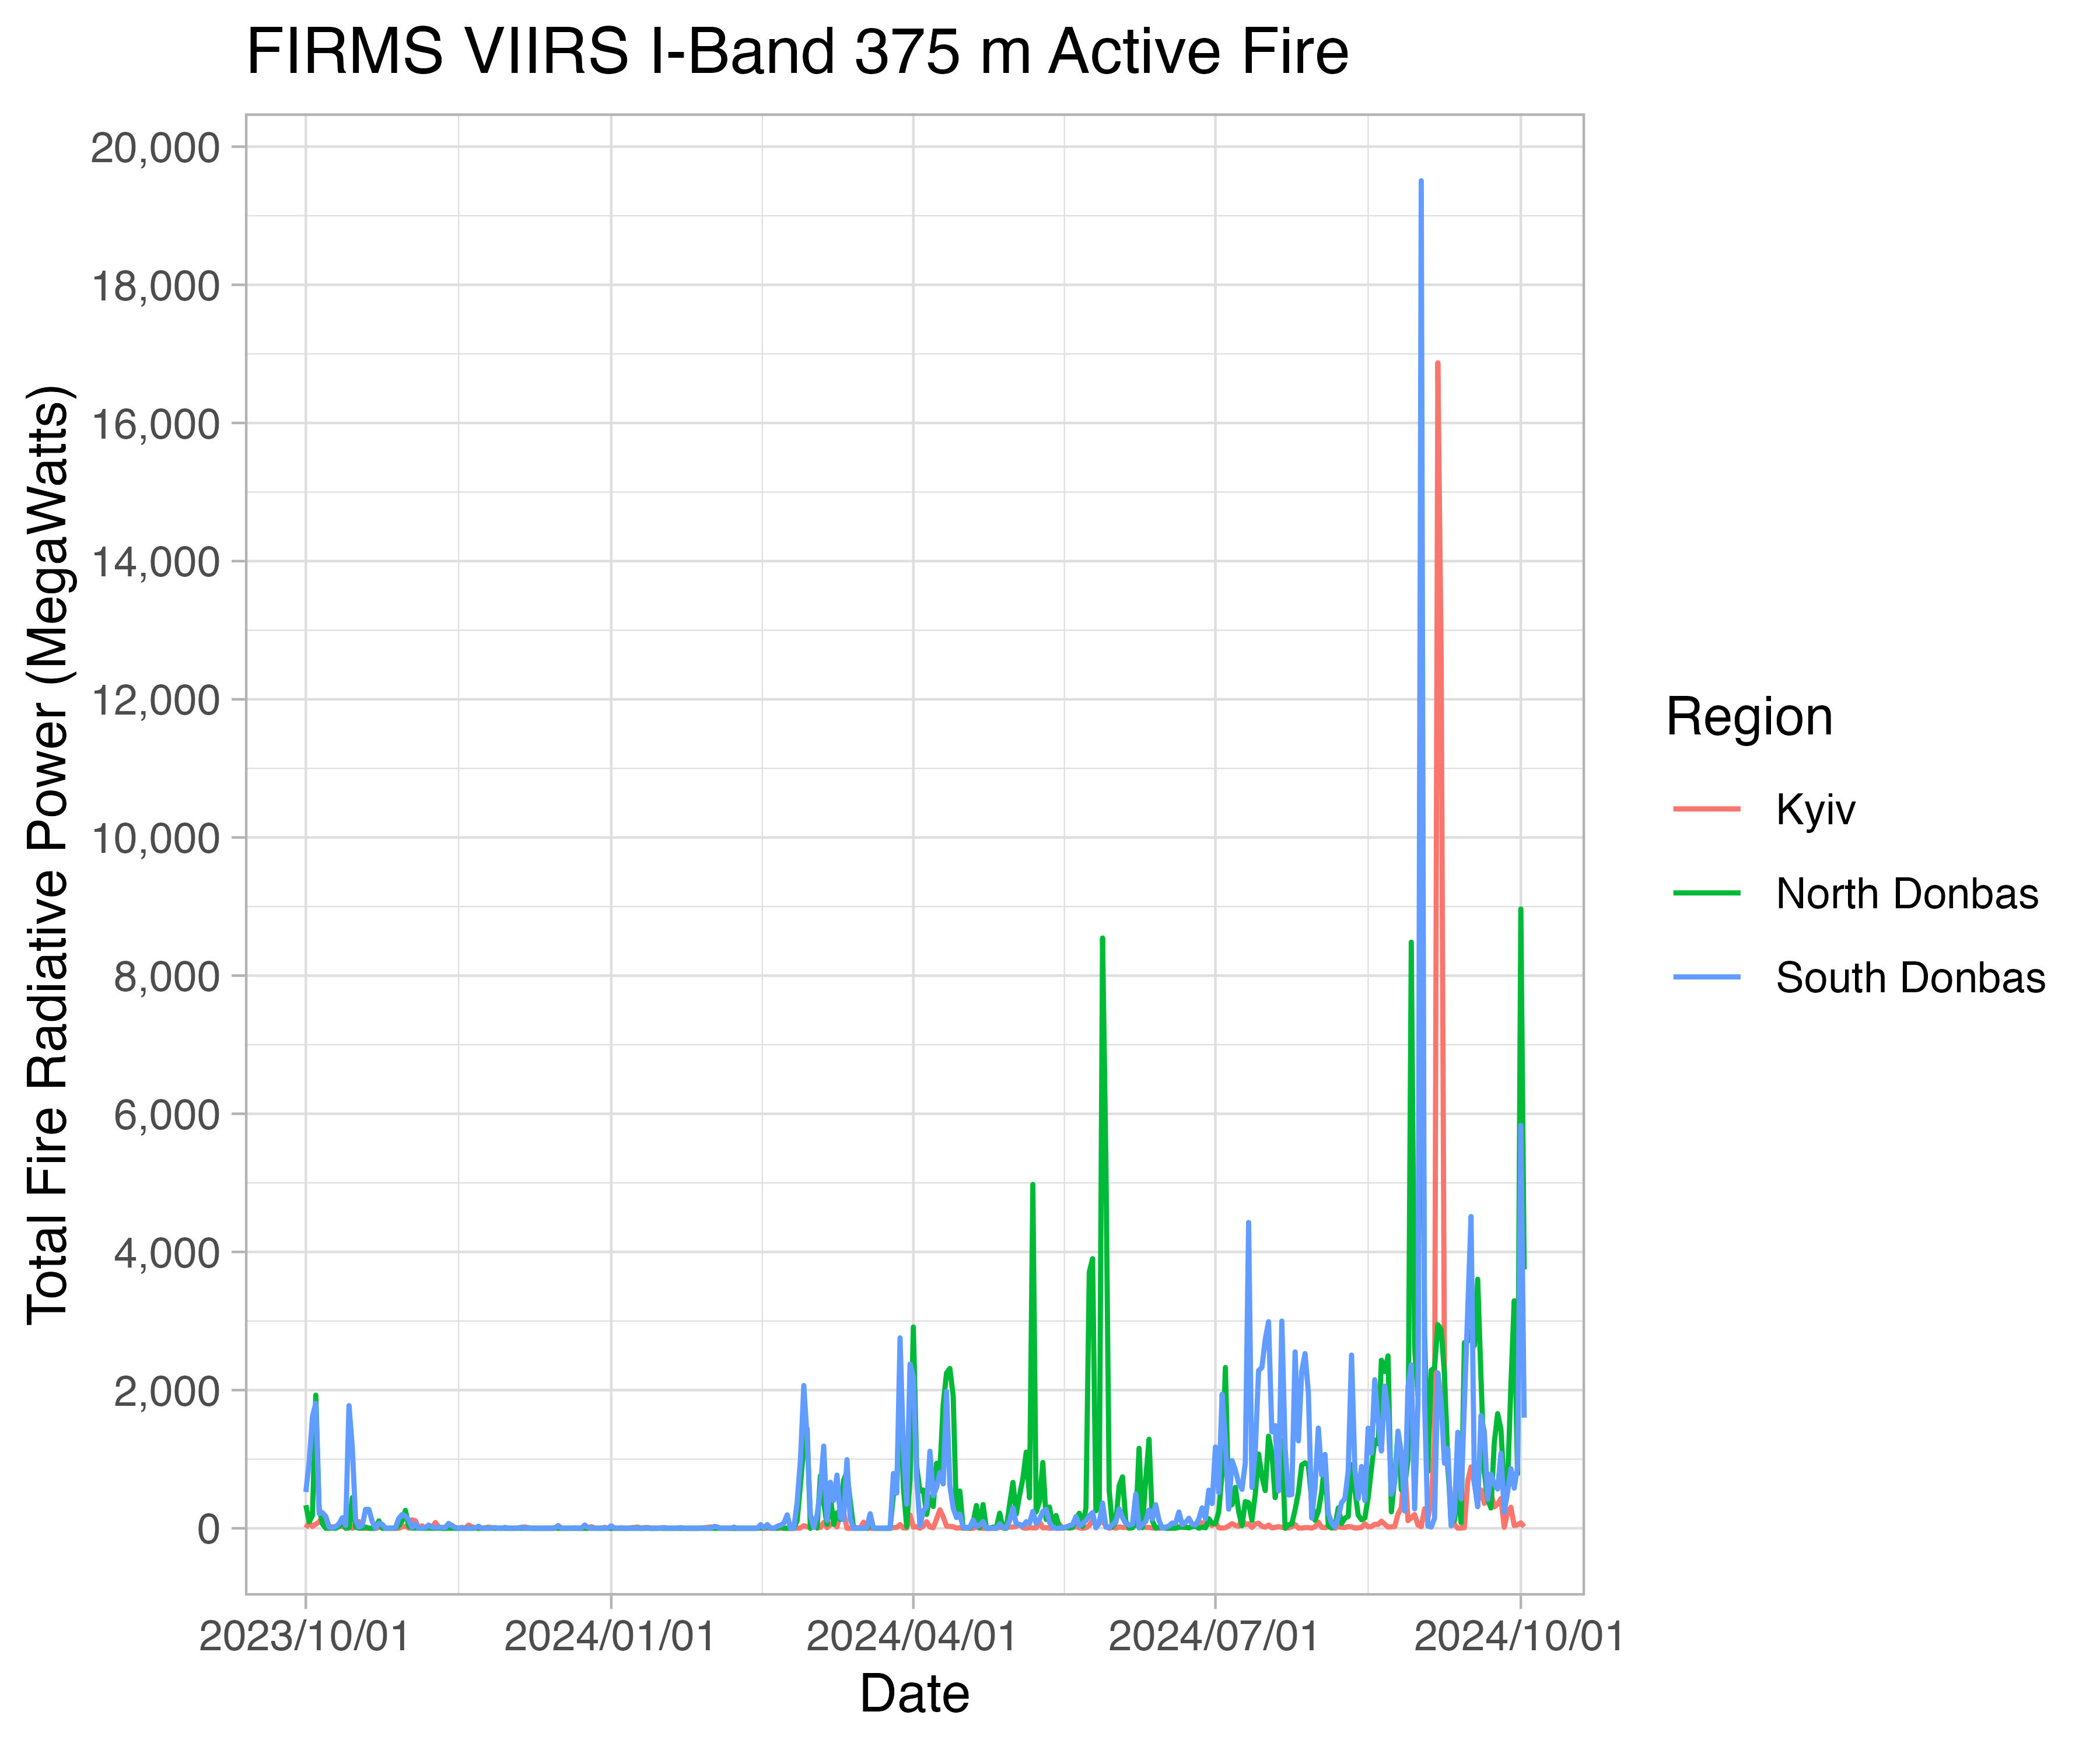 FIRMS VIIRS I-Band 375 m Active Fire
Total Fire Radiative Power (MegaWatts)
20,000
18,000
16,000
14,000
12,000
10,000
8,000
6,000
4,000
2,000
0
2023/10/01
2024/01/01
2024/04/01
2024/07/01
2024/10/01
Date
Region
Kyiv
North Donbas
South Donbas